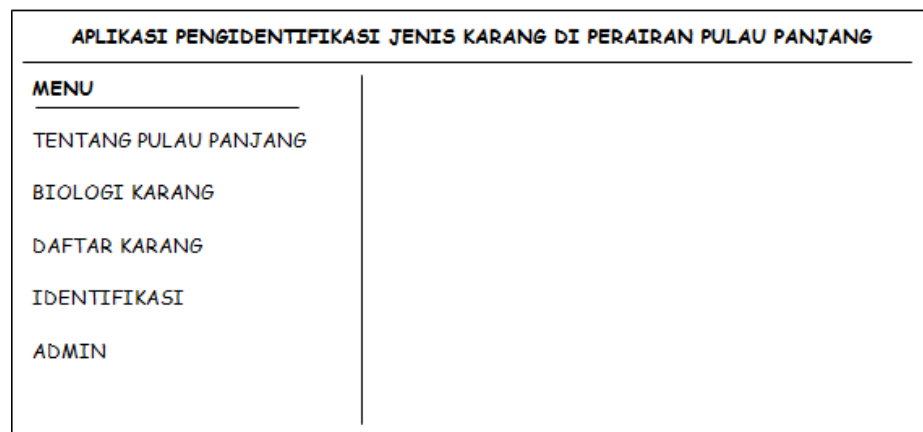 APLIKASI PENGIDENTIFIKASI JENIS KARANG DI PERAIRAN PULAU PANJANG
MENU
TENTANG PULAU PANJANG
BIOLOGI KARANG
DAFTAR KARANG
IDENTIFIKASI
ADMIN